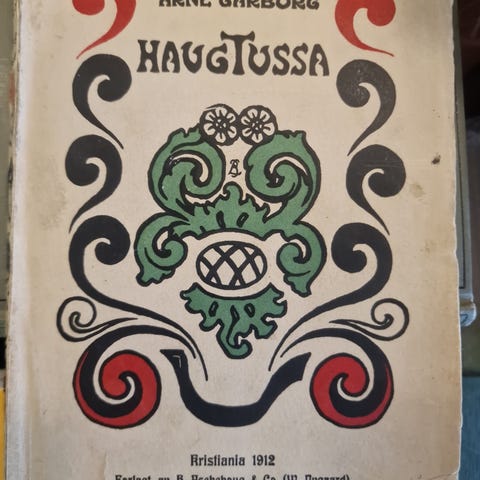 ARNE GARBORG
HAUGTUSSA
Kristiania 1912
Forlagt av H. Aschehoug & Co. (W. Nygaard)